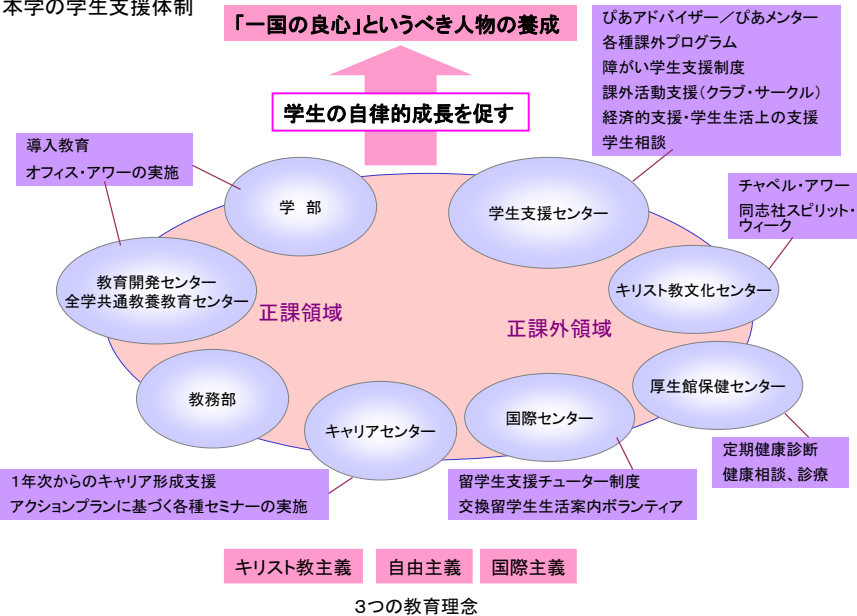 本学の学生支援体制
「一国の良心」というべき人物の養成
学生の自律的成長を促す
ぴあアドバイザー／ぴあメンター
各種課外プログラム
障がい学生支援制度
課外活動支援（クラブ・サークル）
経済的支援・学生生活上の支援
学生相談
導入教育
オフィス・アワーの実施
学 部
学生支援センター
チャペル・アワー
同志社スピリット・
ウィーク
教育開発センター
全学共通教養教育センター
キリスト教文化センター
正課領域
正課外領域
教務部
キャリアセンター
国際センター
厚生館保健センター
定期健康診断
健康相談、診療
１年次からのキャリア形成支援
アクションプランに基づく各種セミナーの実施
留学生支援チューター制度
交換留学生生活案内ボランティア
キリスト教主義
自由主義
国際主義
３つの教育理念